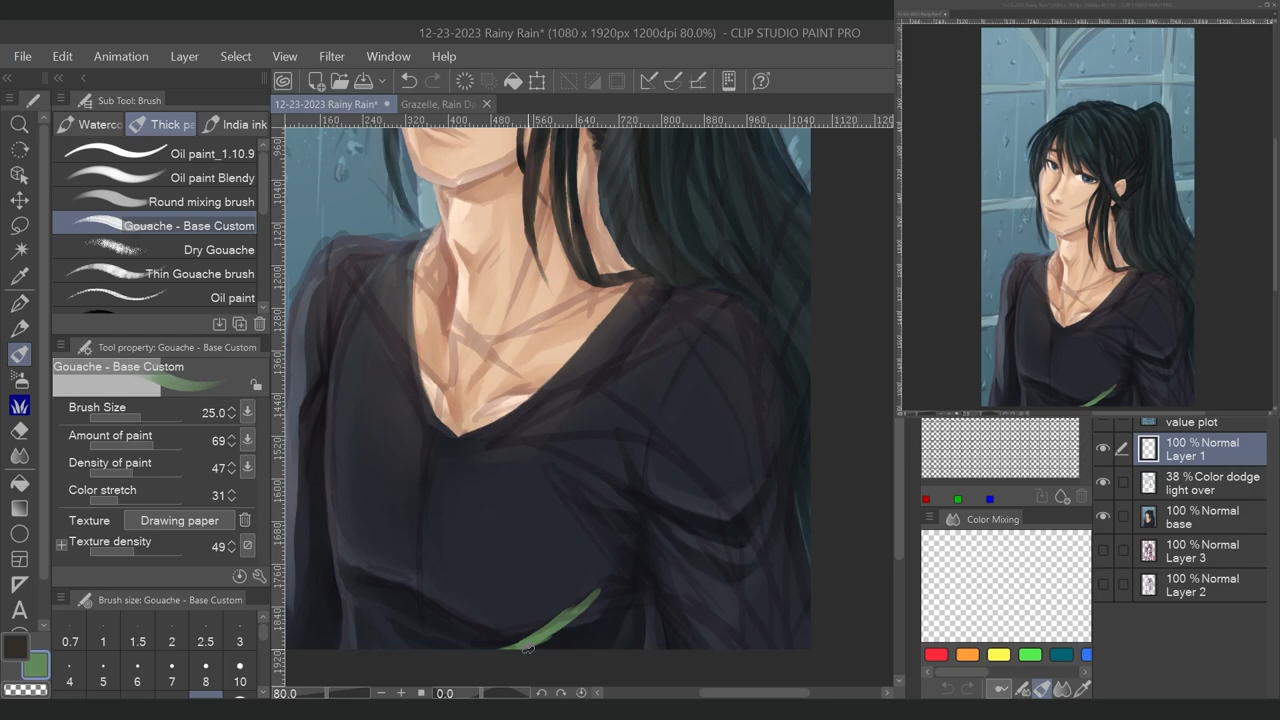 12-23-2023 Rainy Rain* (1080 x 1920px 1200dpi 80.0%) - CLIP STUDIO PAINT PRO
File Edit Animation Layer Select View Filter Window Help
Sub Tool: Brush
12-23-2023 Rainy Rain*
Grazelle, Rain Da
Thick pe
India ink
160 240 320 400 480 560 640 720 800 880 960 1040
Oil paint_1.10.9
Oil paint Blendy
Round mixing brush
Gouache - Base Custom
Dry Gouache
Thin Gouache brush
Oil paint
Tool property: Gouache - Base Custom
Gouache - Base Custom
Brush Size 25.0
Amount of paint 69
Density of paint 47
Color stretch 31
Texture Drawing paper
Texture density 49
Brush size: Gouache - Base Custom
0.7 1 1.5 2 2.5 3
4 5 6 7 8 10
80.0
0.0
value plot
100 % Normal
Layer 1
38 % Color dodge
light over
100 % Normal
base
100 % Normal
Layer 3
100 % Normal
Layer 2
Color Mixing